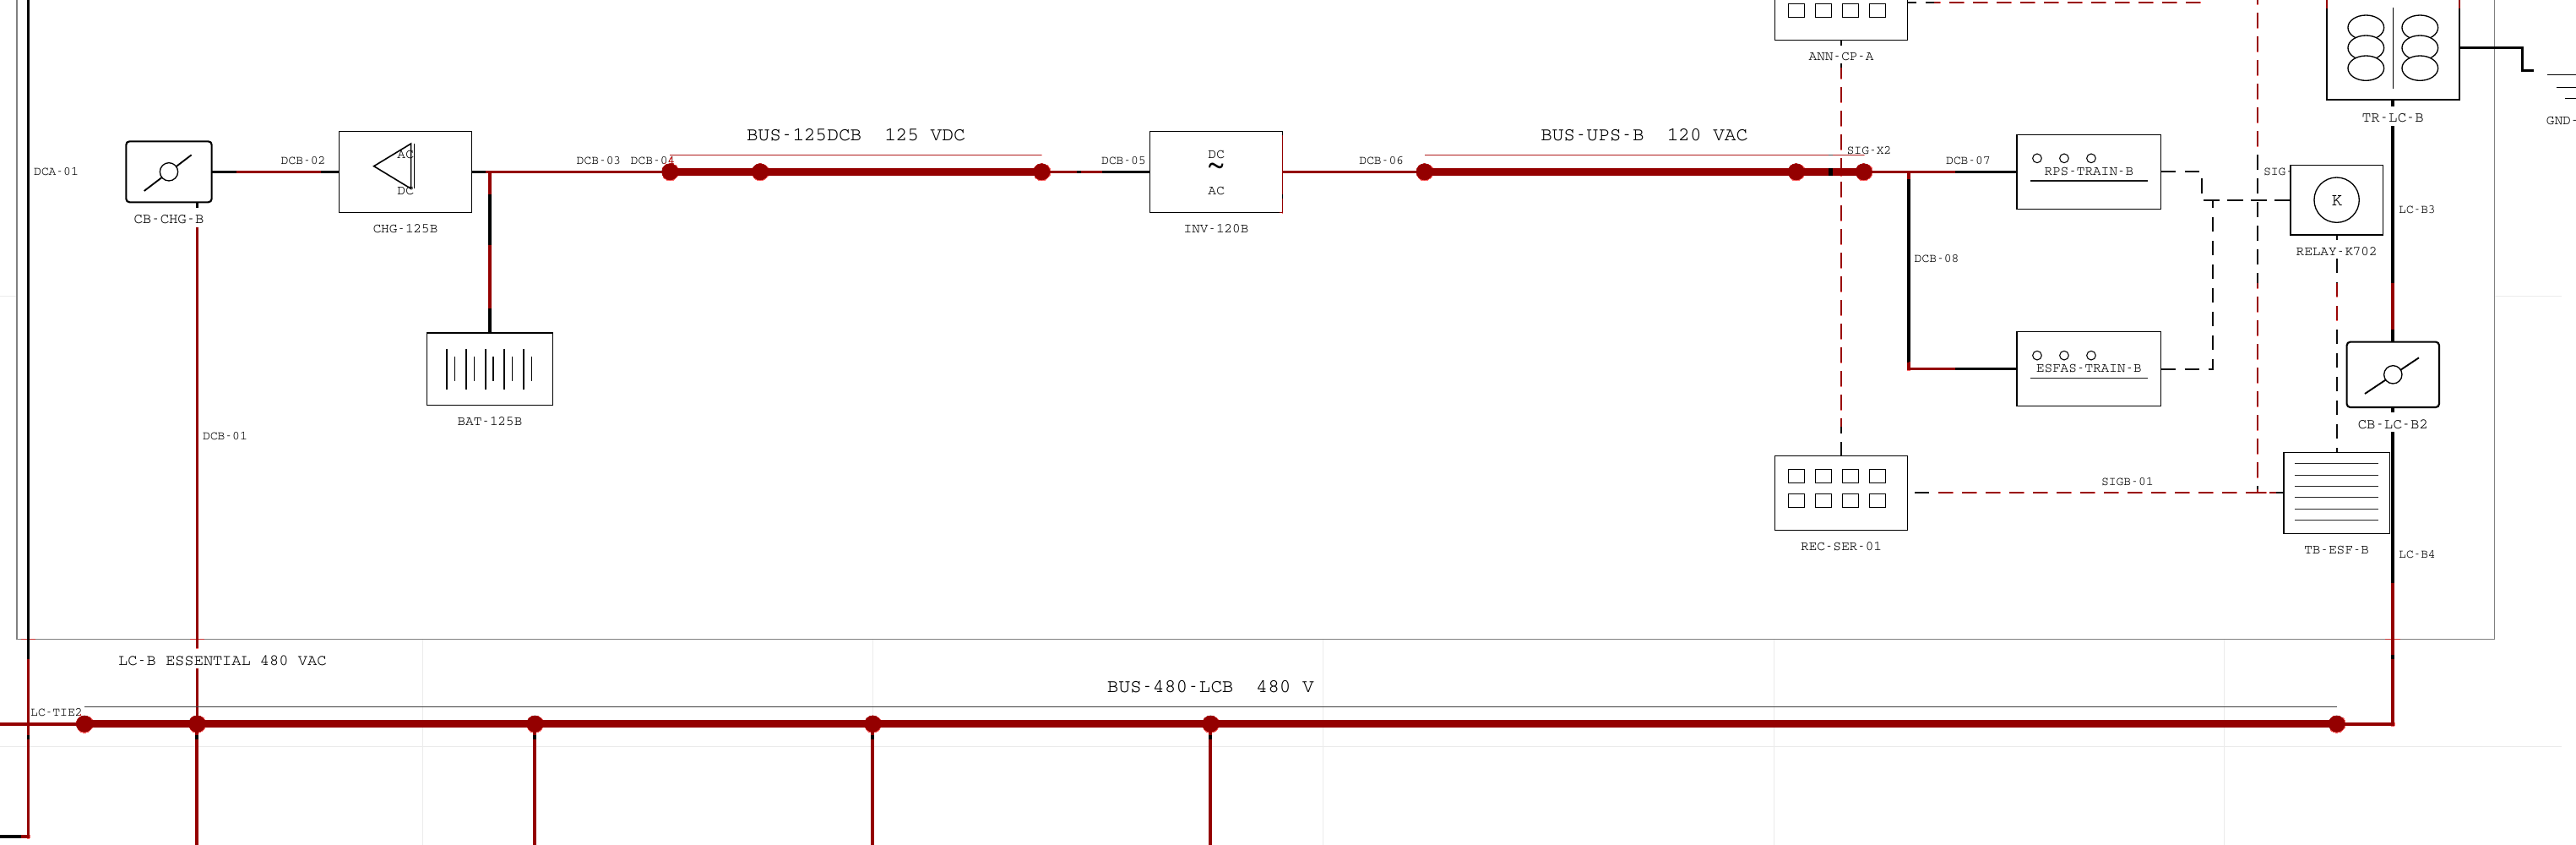 ANN-CP-A
TR-LC-B
GND-
BUS-125DCB 125 VDC
BUS-UPS-B 120 VAC
DCA-01
DCB-02
AC
DC
DCB-03
DCB-04
DCB-05
DC
~
AC
DCB-06
SIG-X2
DCB-07
RPS-TRAIN-B
SIG-
K
LC-B3
CB-CHG-B
CHG-125B
INV-120B
RELAY-K702
DCB-08
ESFAS-TRAIN-B
BAT-125B
CB-LC-B2
DCB-01
SIGB-01
REC-SER-01
TB-ESF-B
LC-B4
LC-B ESSENTIAL 480 VAC
BUS-480-LCB 480 V
LC-TIE2